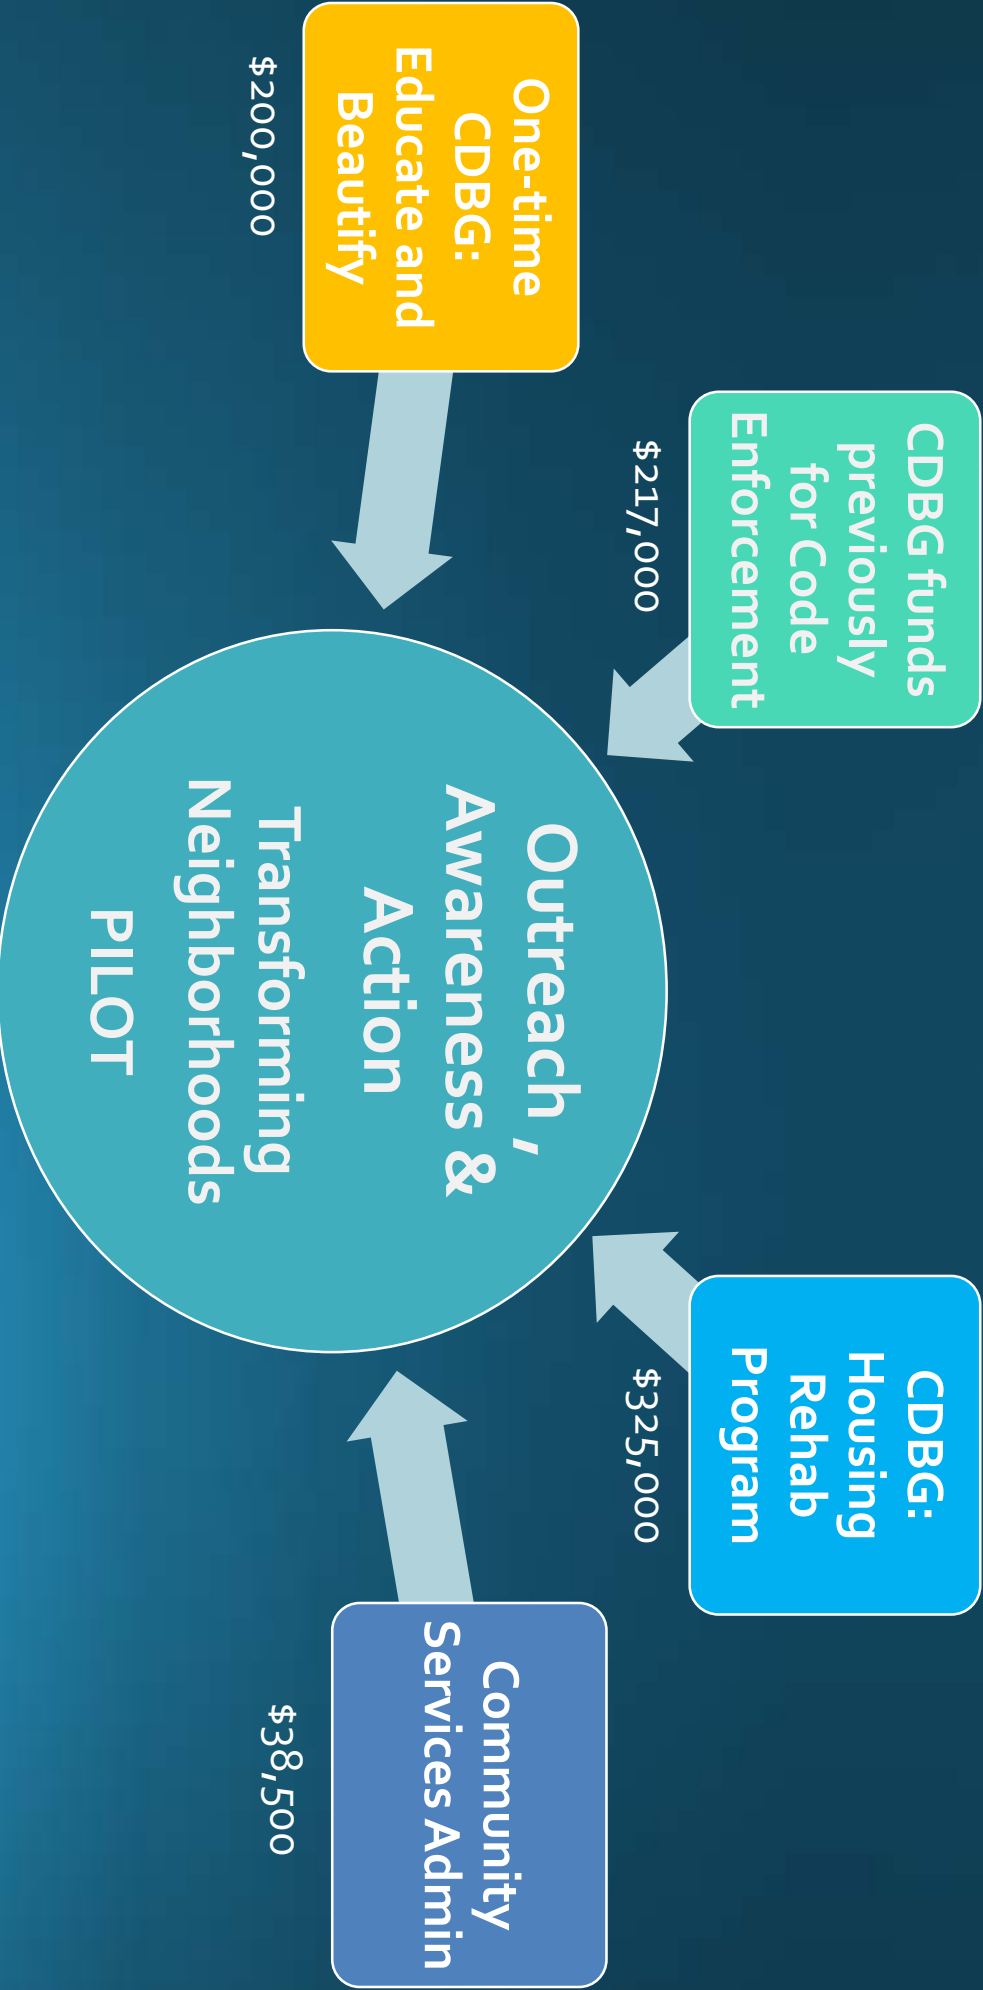 One-time
CDBG:
Educate and
Beautify
$200,000
CDBG funds
previously
for Code
Enforcement
$217,000
CDBG:
Housing
Rehab
Program
$325,000
Community
Services Admin
$38,500
Outreach ,
Awareness &
Action
Transforming
Neighborhoods
PILOT